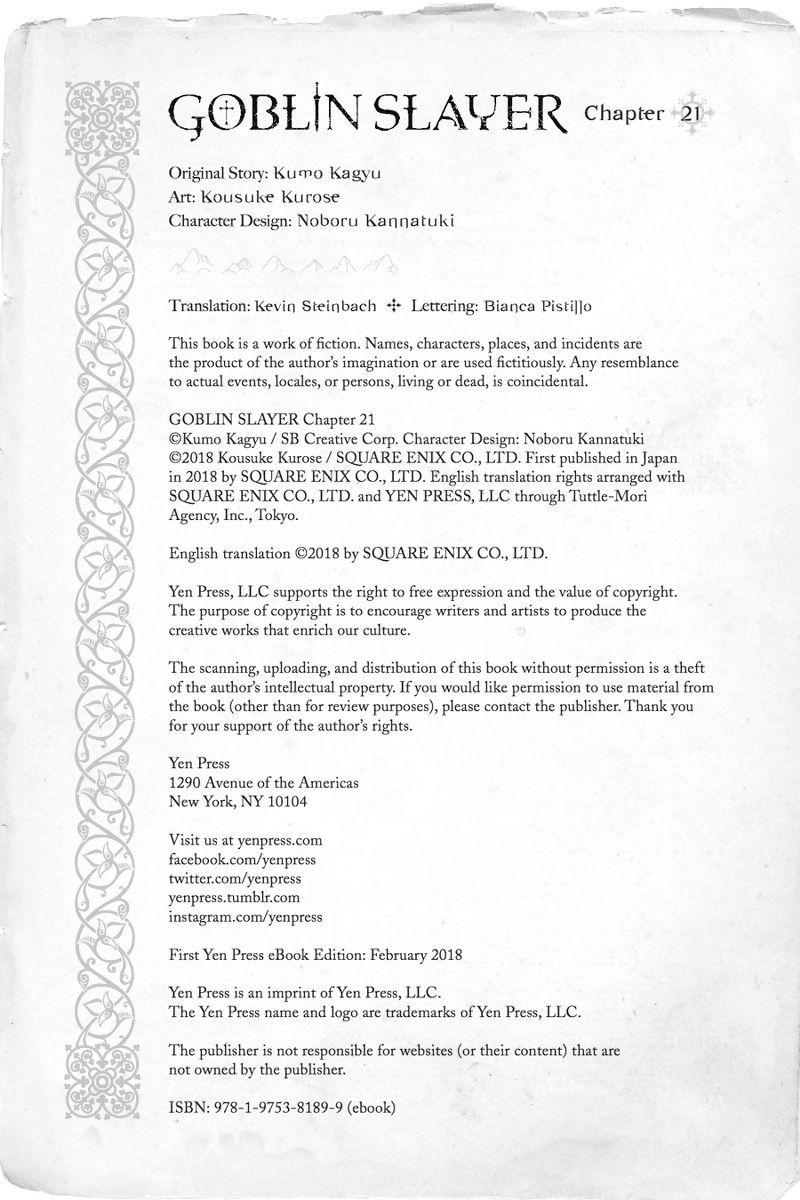 GOBLIN SLAYER Chapter 21
Original Story: Kumo Kagyu
Art: Kousuke Kurose
Character Design: Noboru Kannatuki
Translation: Kevin Steinbach ✣ Lettering: Bianca Pistillo
This book is a work of fiction. Names, characters, places, and incidents are
the product of the author’s imagination or are used fictitiously. Any resemblance
to actual events, locales, or persons, living or dead, is coincidental.
GOBLIN SLAYER Chapter 21
©Kumo Kagyu / SB Creative Corp. Character Design: Noboru Kannatuki
©2018 Kousuke Kurose / SQUARE ENIX CO., LTD. First published in Japan
in 2018 by SQUARE ENIX CO., LTD. English translation rights arranged with
SQUARE ENIX CO., LTD. and YEN PRESS, LLC through Tuttle-Mori
Agency, Inc., Tokyo.
English translation ©2018 by SQUARE ENIX CO., LTD.
Yen Press, LLC supports the right to free expression and the value of copyright.
The purpose of copyright is to encourage writers and artists to produce the
creative works that enrich our culture.
The scanning, uploading, and distribution of this book without permission is a theft
of the author’s intellectual property. If you would like permission to use material from
the book (other than for review purposes), please contact the publisher. Thank you
for your support of the author’s rights.
Yen Press
1290 Avenue of the Americas
New York, NY 10104
Visit us at yenpress.com
facebook.com/yenpress
twitter.com/yenpress
yenpress.tumblr.com
instagram.com/yenpress
First Yen Press eBook Edition: February 2018
Yen Press is an imprint of Yen Press, LLC.
The Yen Press name and logo are trademarks of Yen Press, LLC.
The publisher is not responsible for websites (or their content) that are
not owned by the publisher.
ISBN: 978-1-9753-8189-9 (ebook)